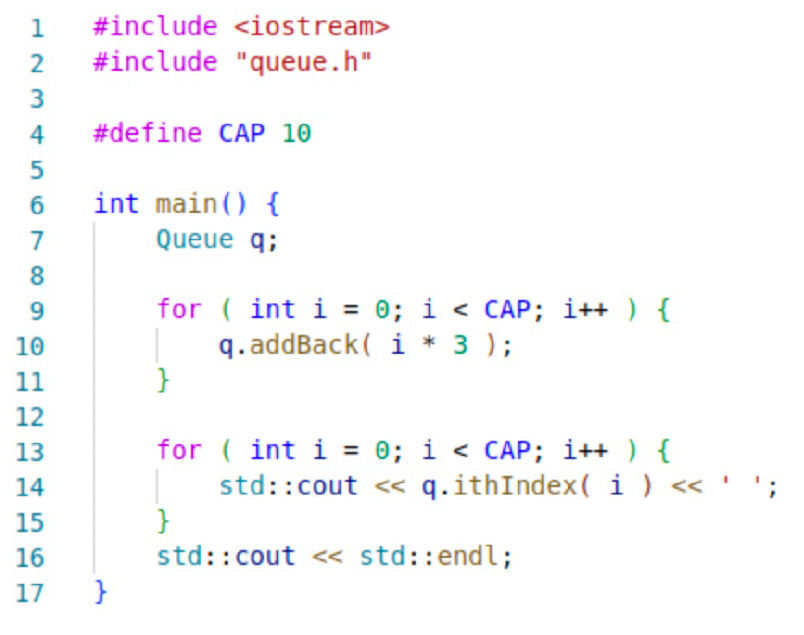 1 #include <iostream>
2 #include "queue.h"
3
4 #define CAP 10
5
6 int main() {
7     Queue q;
8
9     for ( int i = 0; i < CAP; i++ ) {
10         q.addBack( i * 3 );
11     }
12
13     for ( int i = 0; i < CAP; i++ ) {
14         std::cout << q.ithIndex( i ) << ' ';
15     }
16     std::cout << std::endl;
17 }